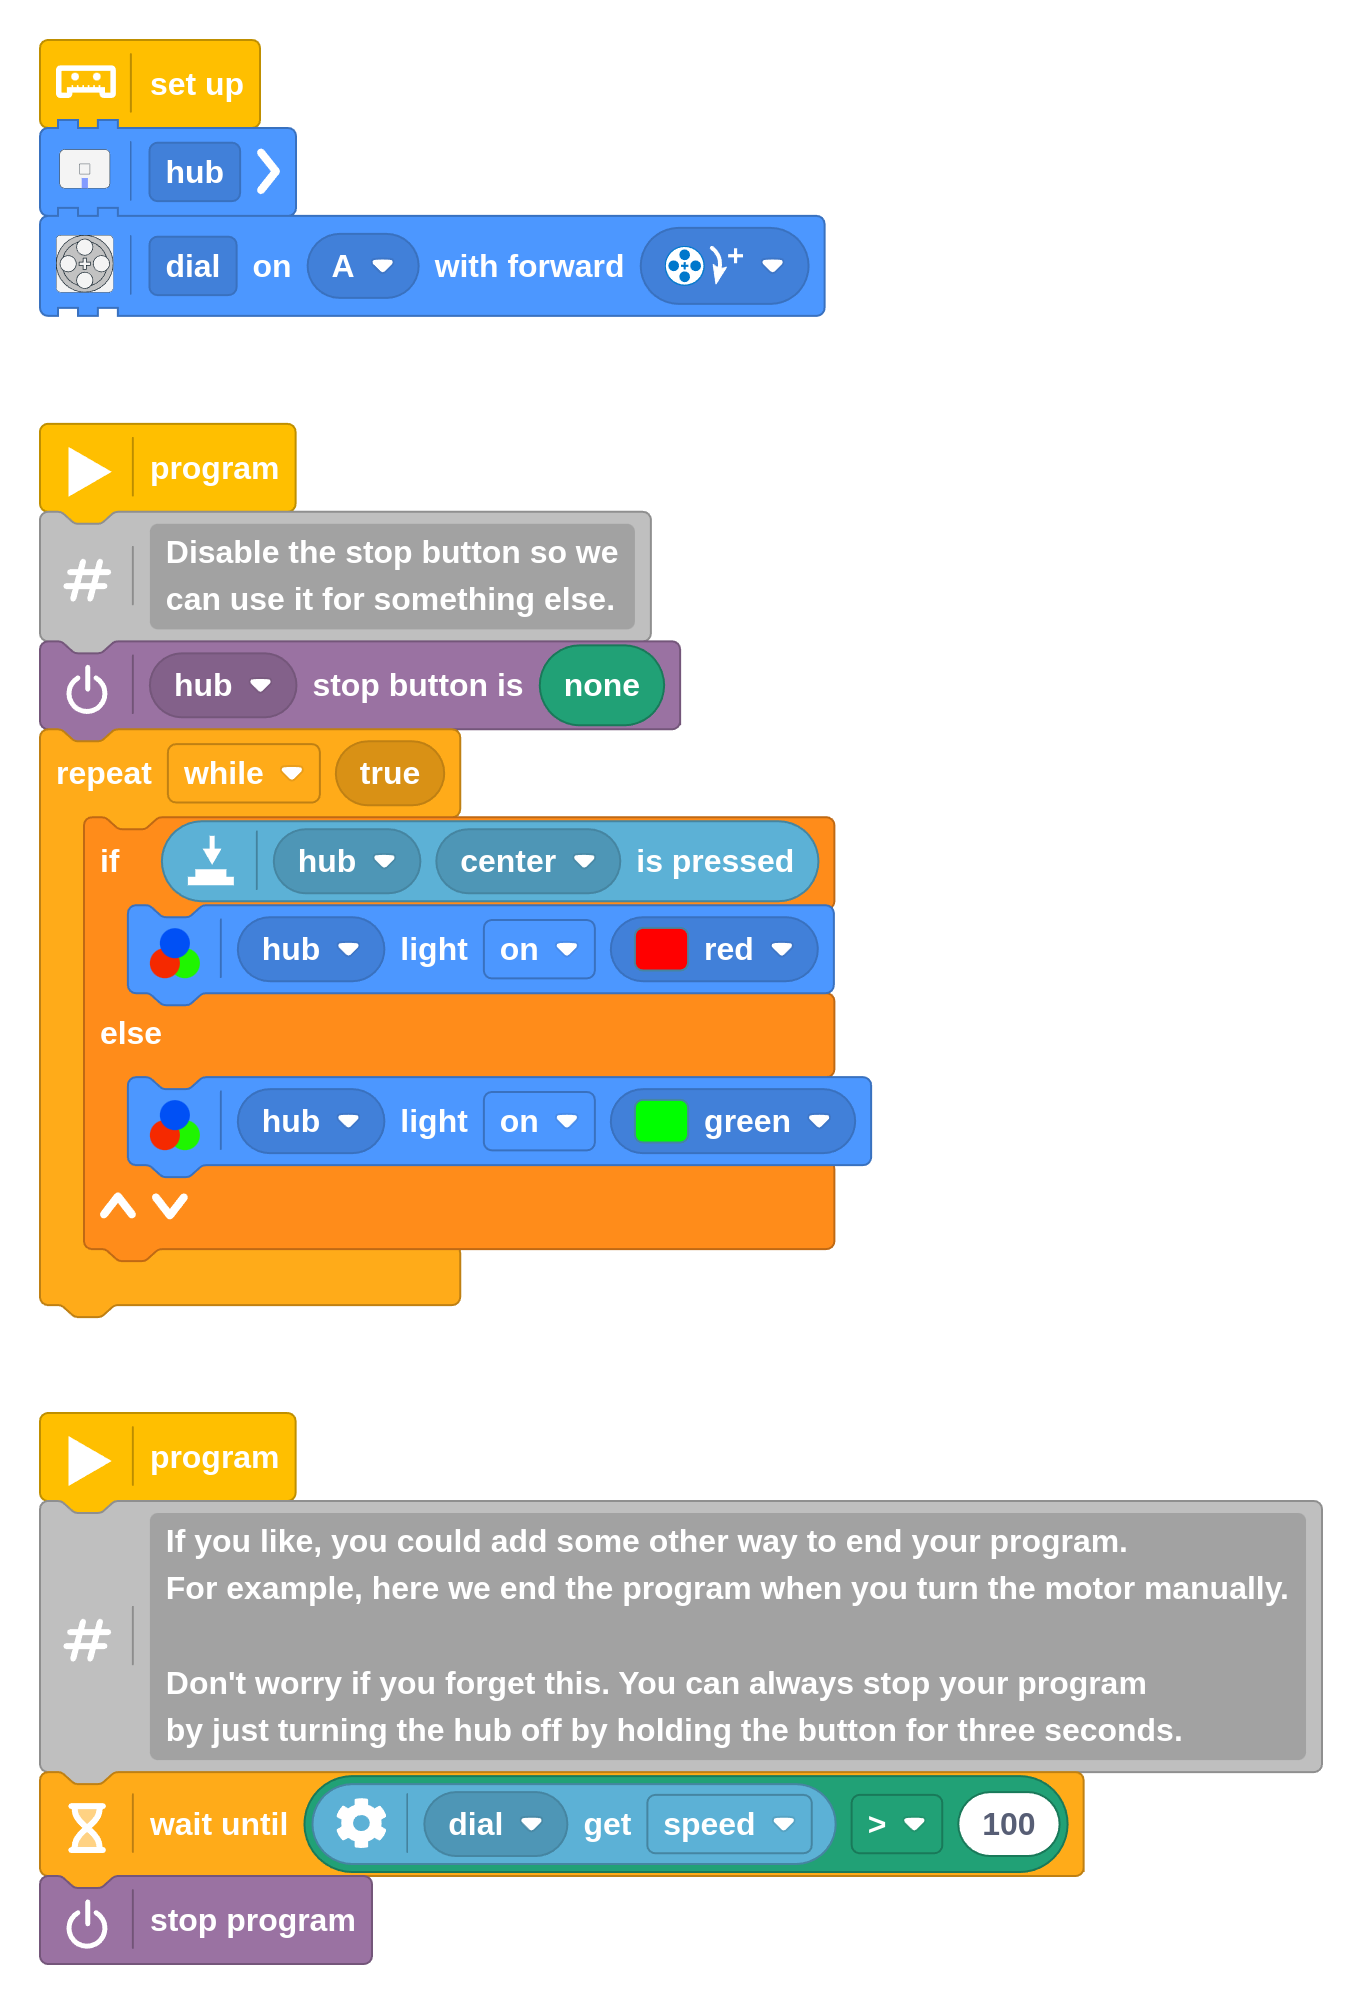 set up
hub
dial on A with forward +
program
Disable the stop button so we
can use it for something else.
hub stop button is none
repeat while true
if hub center is pressed
hub light on red
else
hub light on green
program
If you like, you could add some other way to end your program.
For example, here we end the program when you turn the motor manually.
Don't worry if you forget this. You can always stop your program
by just turning the hub off by holding the button for three seconds.
wait until dial get speed > 100
stop program